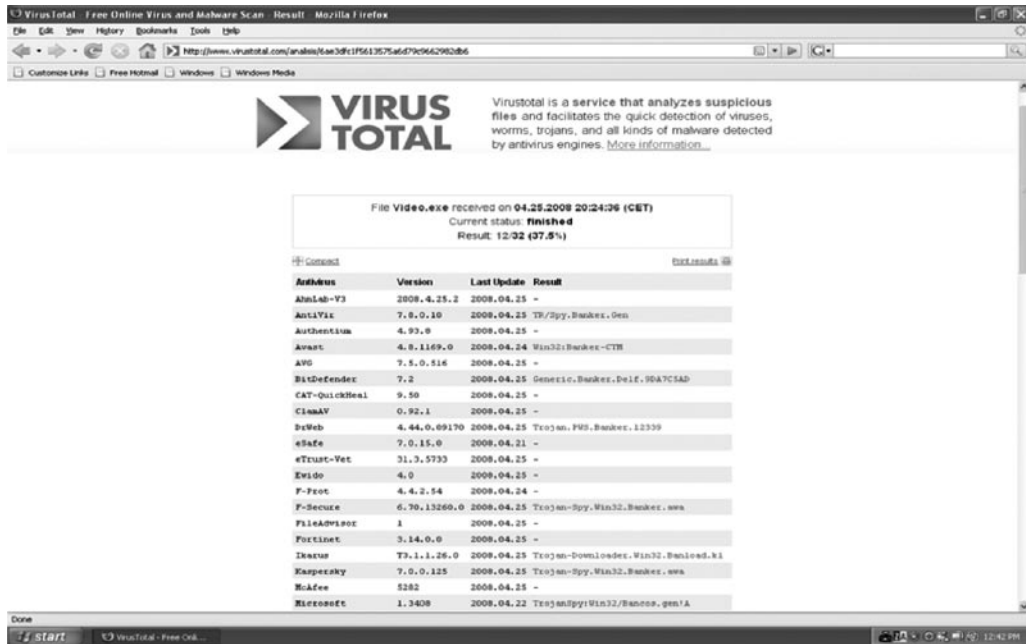 VirusTotal - Free Online Virus and Malware Scan - Result - Mozilla Firefox
File Edit View History Bookmarks Tools Help
http://www.virustotal.com/analisis/6ae3dfc1f5613575a6d79c9662982db6
Customize Links Free Hotmail Windows Windows Media
VIRUS TOTAL
Virustotal is a service that analyzes suspicious
files and facilitates the quick detection of viruses,
worms, trojans, and all kinds of malware detected
by antivirus engines. More information...
File Video.exe received on 04.25.2008 20:24:36 (CET)
Current status: finished
Result: 12/32 (37.5%)
Compact Print results
Antivirus Version Last Update Result
AhnLab-V3 2008.4.25.2 2008.04.25 -
AntiVir 7.8.0.10 2008.04.25 TR/Spy.Banker.Gen
Authentium 4.93.8 2008.04.25 -
Avast 4.8.1169.0 2008.04.24 Win32:Banker-CYM
AVG 7.5.0.516 2008.04.25 -
BitDefender 7.2 2008.04.25 Generic.Banker.Delf.9DA7C5AD
CAT-QuickHeal 9.50 2008.04.25 -
ClamAV 0.92.1 2008.04.25 -
DrWeb 4.44.0.09170 2008.04.25 Trojan.PWS.Banker.12339
eSafe 7.0.15.0 2008.04.21 -
eTrust-Vet 31.3.5733 2008.04.25 -
Ewido 4.0 2008.04.25 -
F-Prot 4.4.2.54 2008.04.24 -
F-Secure 6.70.13260.0 2008.04.25 Trojan-Spy.Win32.Banker.awa
FileAdvisor 1 2008.04.25 -
Fortinet 3.14.0.0 2008.04.25 -
Ikarus T3.1.1.26.0 2008.04.25 Trojan-Downloader.Win32.Banload.ki
Kaspersky 7.0.0.125 2008.04.25 Trojan-Spy.Win32.Banker.awa
McAfee 5282 2008.04.25 -
Microsoft 1.3408 2008.04.22 TrojanSpy:Win32/Bancos.gen!A
Done
start VirusTotal - Free Onli... 12:42 PM